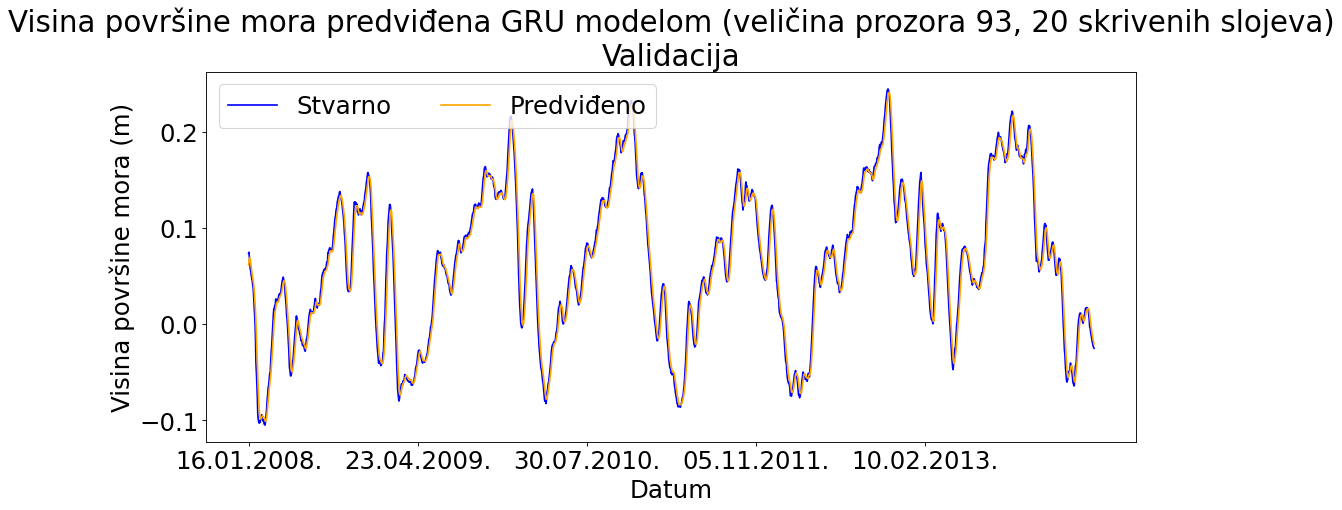 Visina površine mora predviđena GRU modelom (veličina prozora 93, 20 skrivenih slojeva)
Validacija
Stvarno Predviđeno
Visina površine mora (m)
0.2
0.1
0.0
−0.1
16.01.2008. 23.04.2009. 30.07.2010. 05.11.2011. 10.02.2013.
Datum